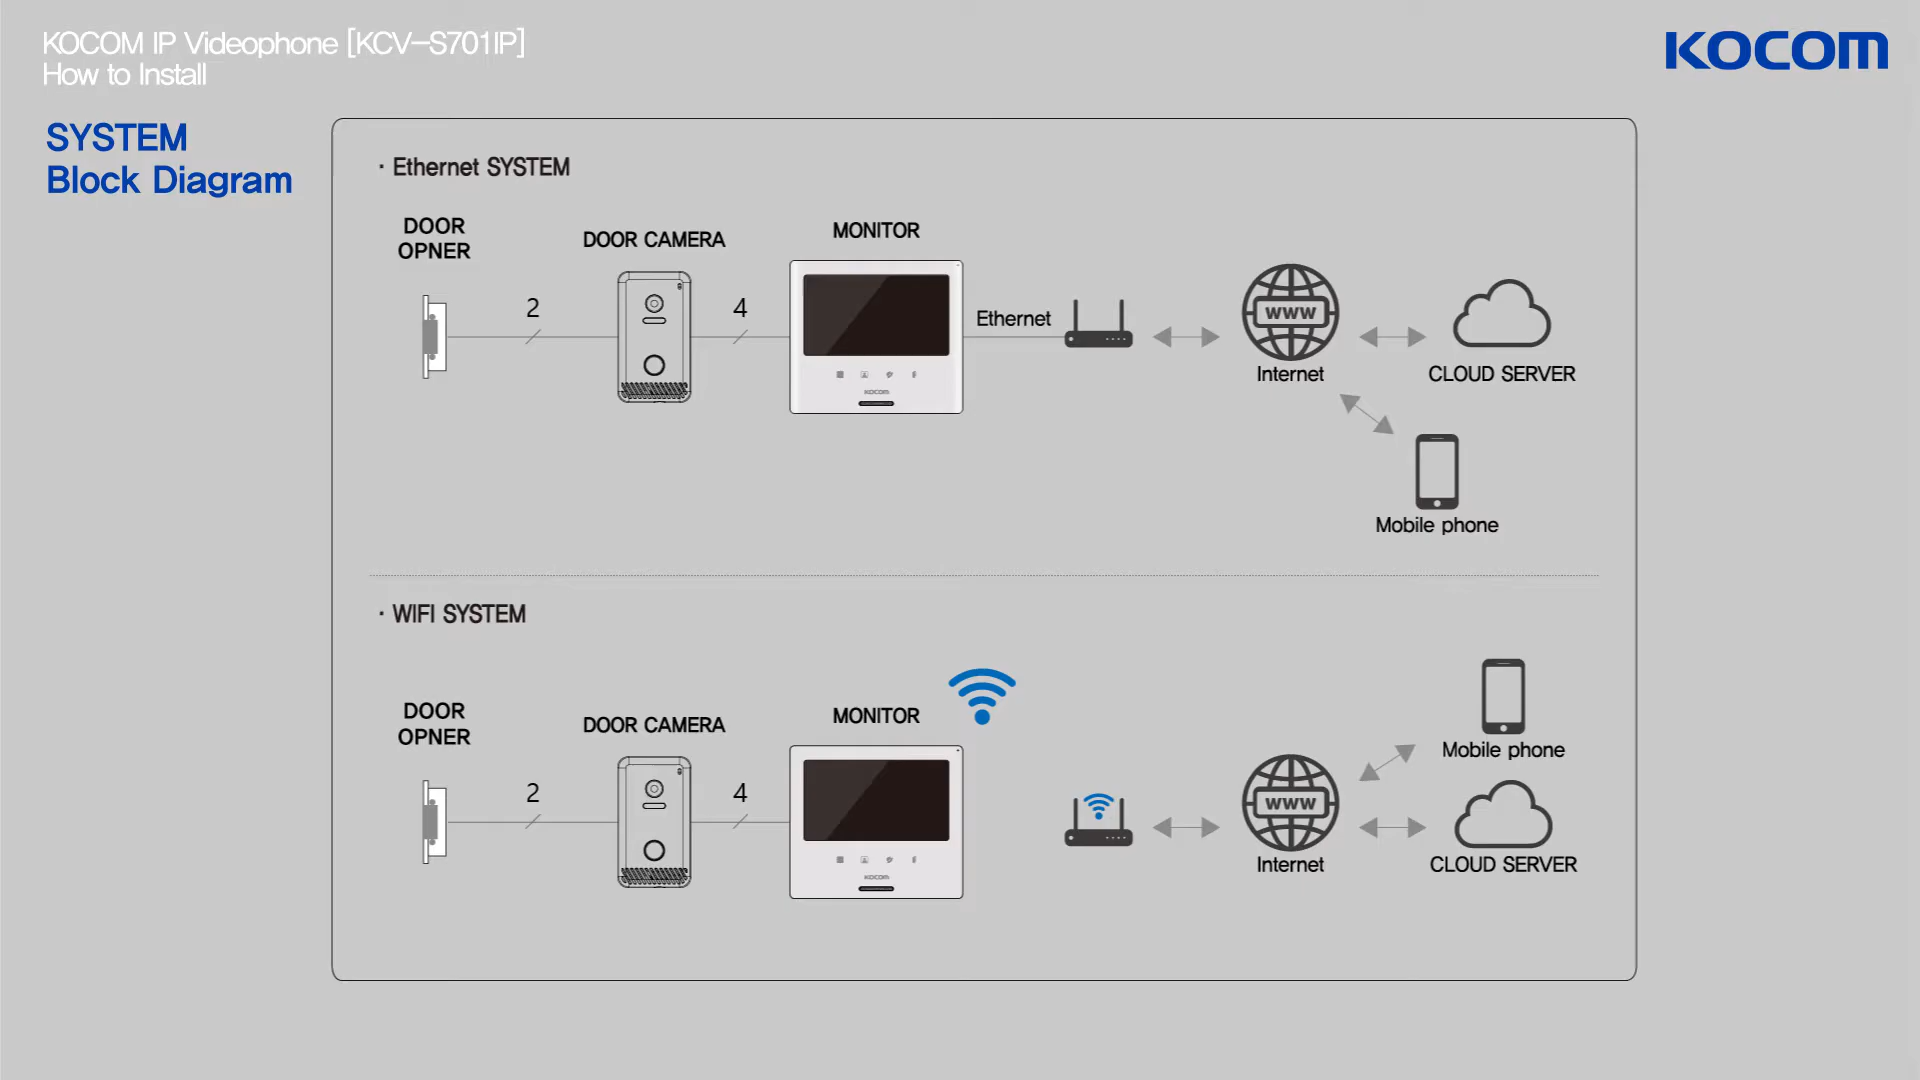 KOCOM IP Videophone [KCV-S701IP]
How to Install
KOCOM
SYSTEM
Block Diagram
· Ethernet SYSTEM
DOOR
OPNER
2
DOOR CAMERA
4
MONITOR
KOCOM
Ethernet
WWW
Internet
CLOUD SERVER
Mobile phone
· WIFI SYSTEM
DOOR
OPNER
2
DOOR CAMERA
4
MONITOR
KOCOM
WWW
Internet
Mobile phone
CLOUD SERVER